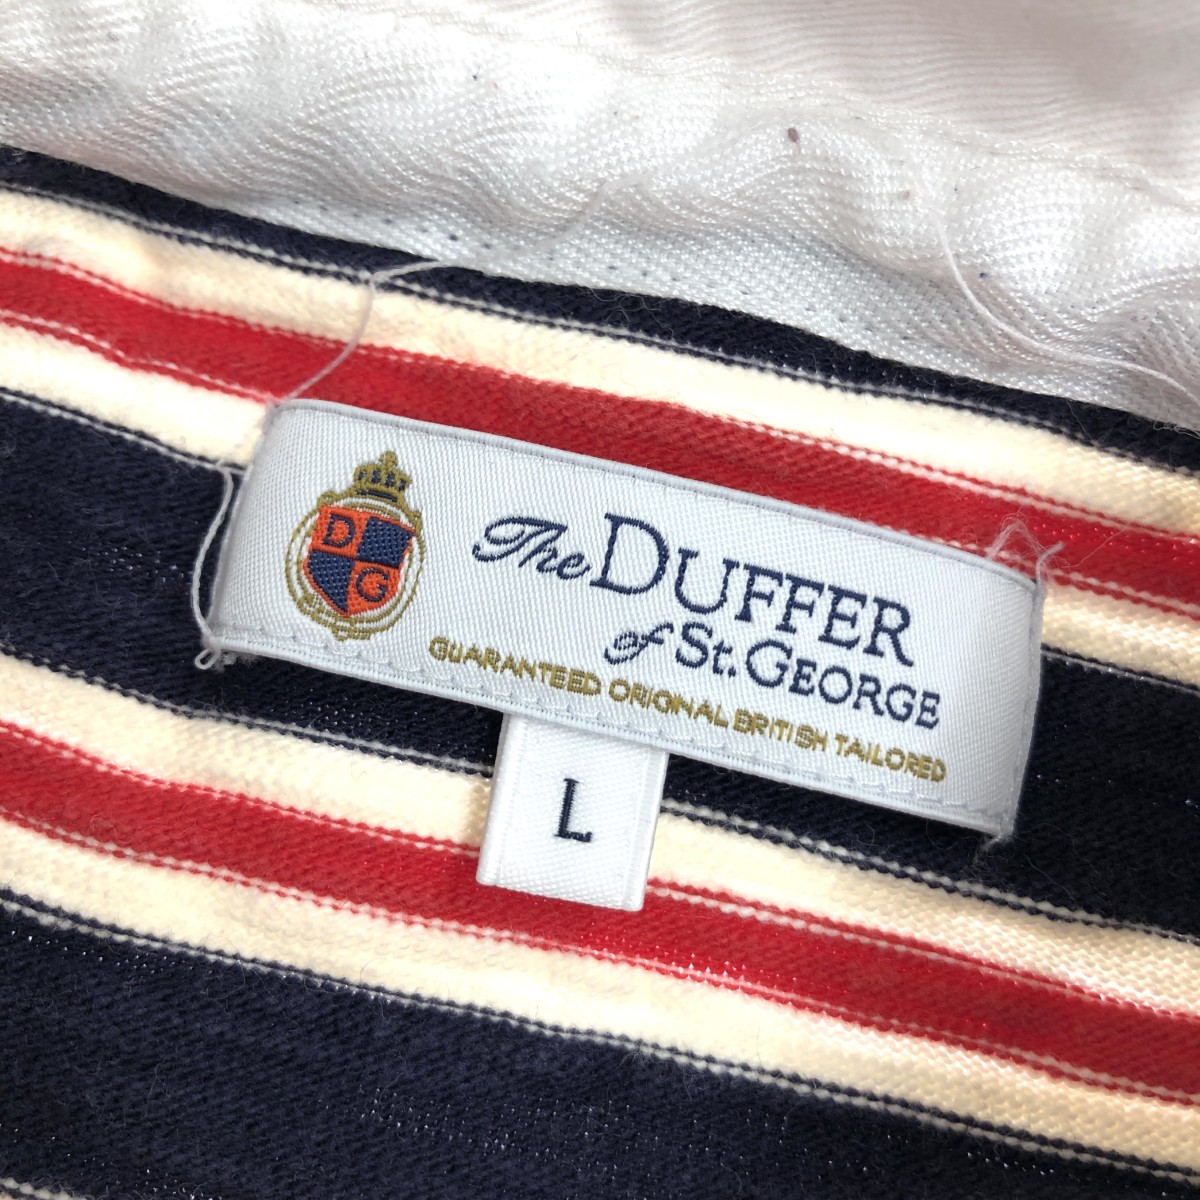 D
G
The DUFFER
of St. GEORGE
GUARANTEED ORIGINAL BRITISH TAILORED
L